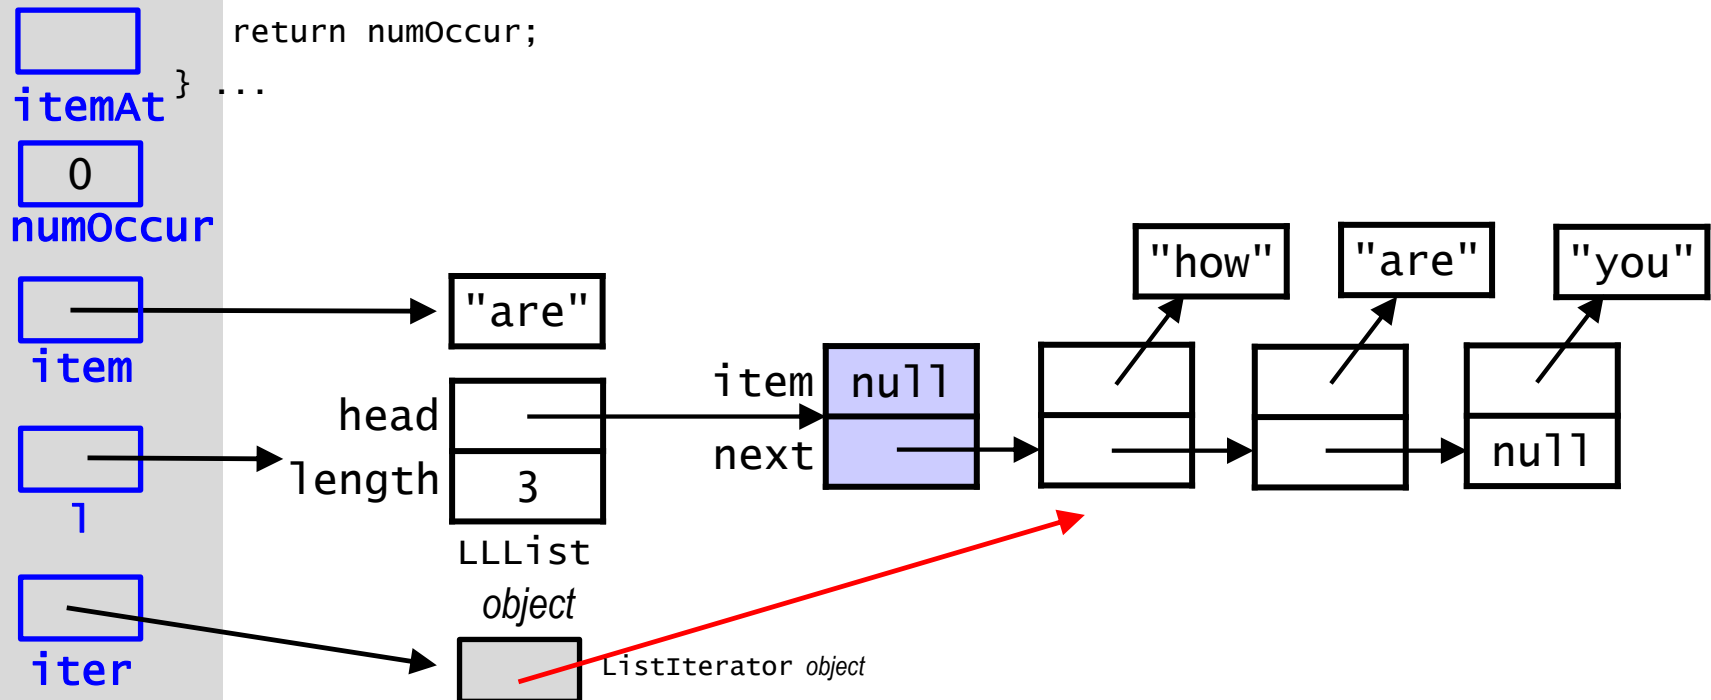 return numOccur;
} ...
itemAt
0
numOccur
"how" "are" "you"
"are"
item
item null
head
next null
length 3
l
LLList
object
iter
ListIterator object